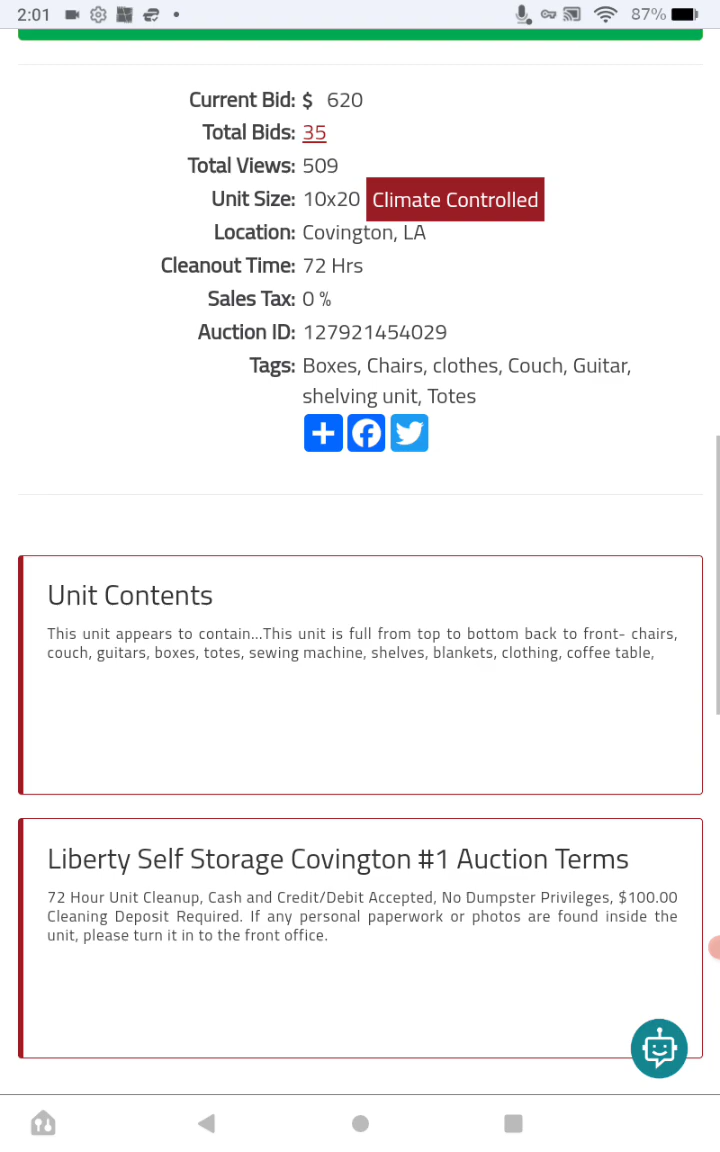 2:01 87%
Current Bid: $ 620
Total Bids: 35
Total Views: 509
Unit Size: 10x20 Climate Controlled
Location: Covington, LA
Cleanout Time: 72 Hrs
Sales Tax: 0 %
Auction ID: 127921454029
Tags: Boxes, Chairs, clothes, Couch, Guitar,
shelving unit, Totes
Unit Contents
This unit appears to contain...This unit is full from top to bottom back to front- chairs,
couch, guitars, boxes, totes, sewing machine, shelves, blankets, clothing, coffee table,
Liberty Self Storage Covington #1 Auction Terms
72 Hour Unit Cleanup, Cash and Credit/Debit Accepted, No Dumpster Privileges, $100.00
Cleaning Deposit Required. If any personal paperwork or photos are found inside the
unit, please turn it in to the front office.